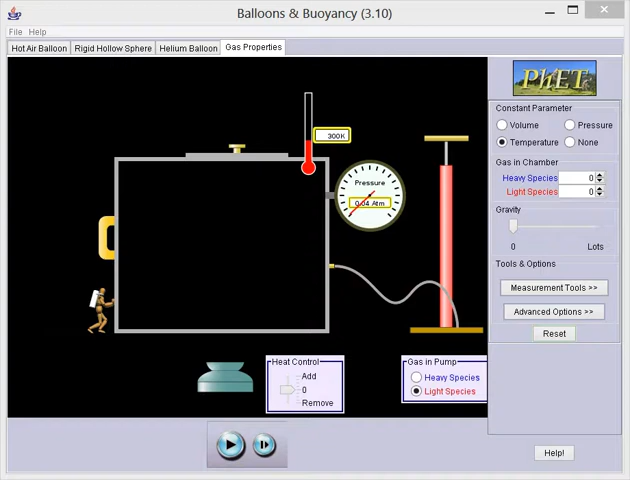 Balloons & Buoyancy (3.10)
File Help
Hot Air Balloon Rigid Hollow Sphere Helium Balloon Gas Properties
PhET
Constant Parameter
Volume Pressure
Temperature None
300K
Gas in Chamber
Heavy Species 0
Light Species 0
Pressure
0.04 Atm
Gravity
0 Lots
Tools & Options
Measurement Tools >>
Advanced Options >>
Reset
Heat Control
Add
0
Remove
Gas in Pump
Heavy Species
Light Species
Help!